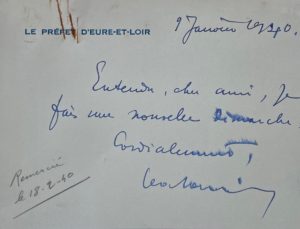 9 Janvier 1940.
LE PRÉFET D'EURE-ET-LOIR
Entendu, cher ami, je
fais une nouvelle démarche.
Cordialement,
Remercié
le 18-2-40